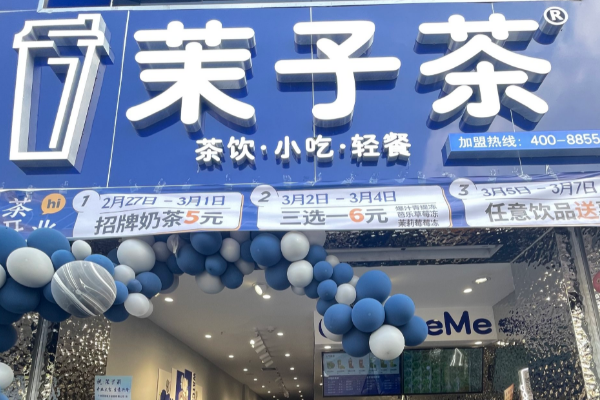 茉子茶®
茶饮·小吃·轻餐
加盟热线: 400-8855
hi
1 2月27日-3月1日
招牌奶茶5元
2 3月2日-3月4日
三选一6元
3 3月5日-3月7日
任意饮品送
eMe